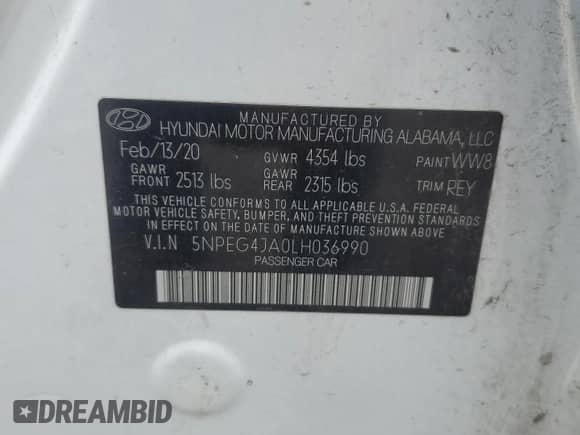 MANUFACTURED BY
HYUNDAI MOTOR MANUFACTURING ALABAMA, LLC
Feb/13/20 GVWR 4354 lbs PAINT WW8
GAWR FRONT 2513 lbs GAWR REAR 2315 lbs TRIM REY
THIS VEHICLE CONFORMS TO ALL APPLICABLE U.S.A. FEDERAL
MOTOR VEHICLE SAFETY, BUMPER, AND THEFT PREVENTION STANDARDS
IN EFFECT ON THE DATE OF MANUFACTURE SHOWN ABOVE.
V.I.N 5NPEG4JA0LH036990
PASSENGER CAR
DREAMBID